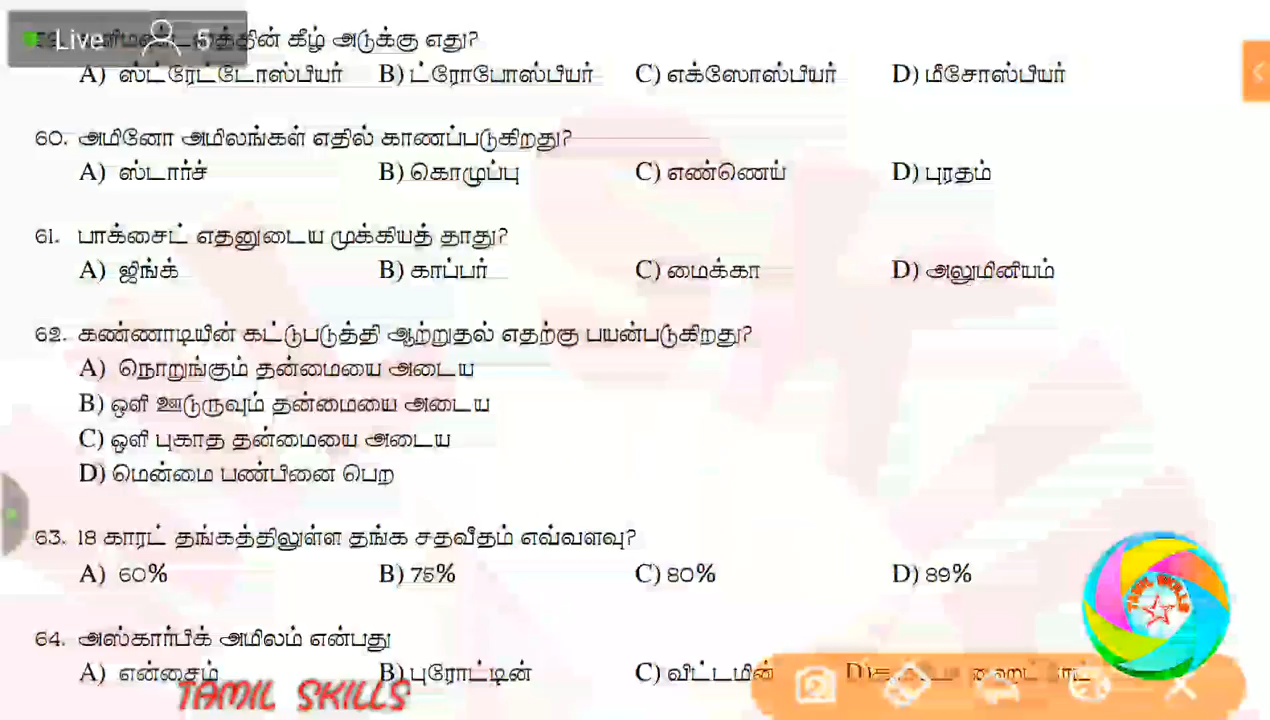 Live 5
கீழ் அடுக்கு எது?
A) ஸ்ட்ரேட்டோஸ்பியர் B) ட்ரோபோஸ்பியர் C) எக்ஸோஸ்பியர் D) மீசோஸ்பியர்
60. அமினோ அமிலங்கள் எதில் காணப்படுகிறது?
A) ஸ்டார்ச் B) கொழுப்பு C) எண்ணெய் D) புரதம்
61. பாக்சைட் எதனுடைய முக்கியத் தாது?
A) ஜிங்க் B) காப்பர் C) மைக்கா D) அலுமினியம்
62. கண்ணாடியின் கட்டுபடுத்தி ஆற்றுதல் எதற்கு பயன்படுகிறது?
A) நொறுங்கும் தன்மையை அடைய
B) ஒளி ஊடுருவும் தன்மையை அடைய
C) ஒளி புகாத தன்மையை அடைய
D) மென்மை பண்பினை பெற
63. 18 காரட் தங்கத்திலுள்ள தங்க சதவீதம் எவ்வளவு?
A) 60% B) 75% C) 80% D) 89%
64. அஸ்கார்பிக் அமிலம் என்பது
A) என்சைம் B) புரோட்டின் C) விட்டமின் D)
TAMIL SKILLS
TAMIL SKILLS